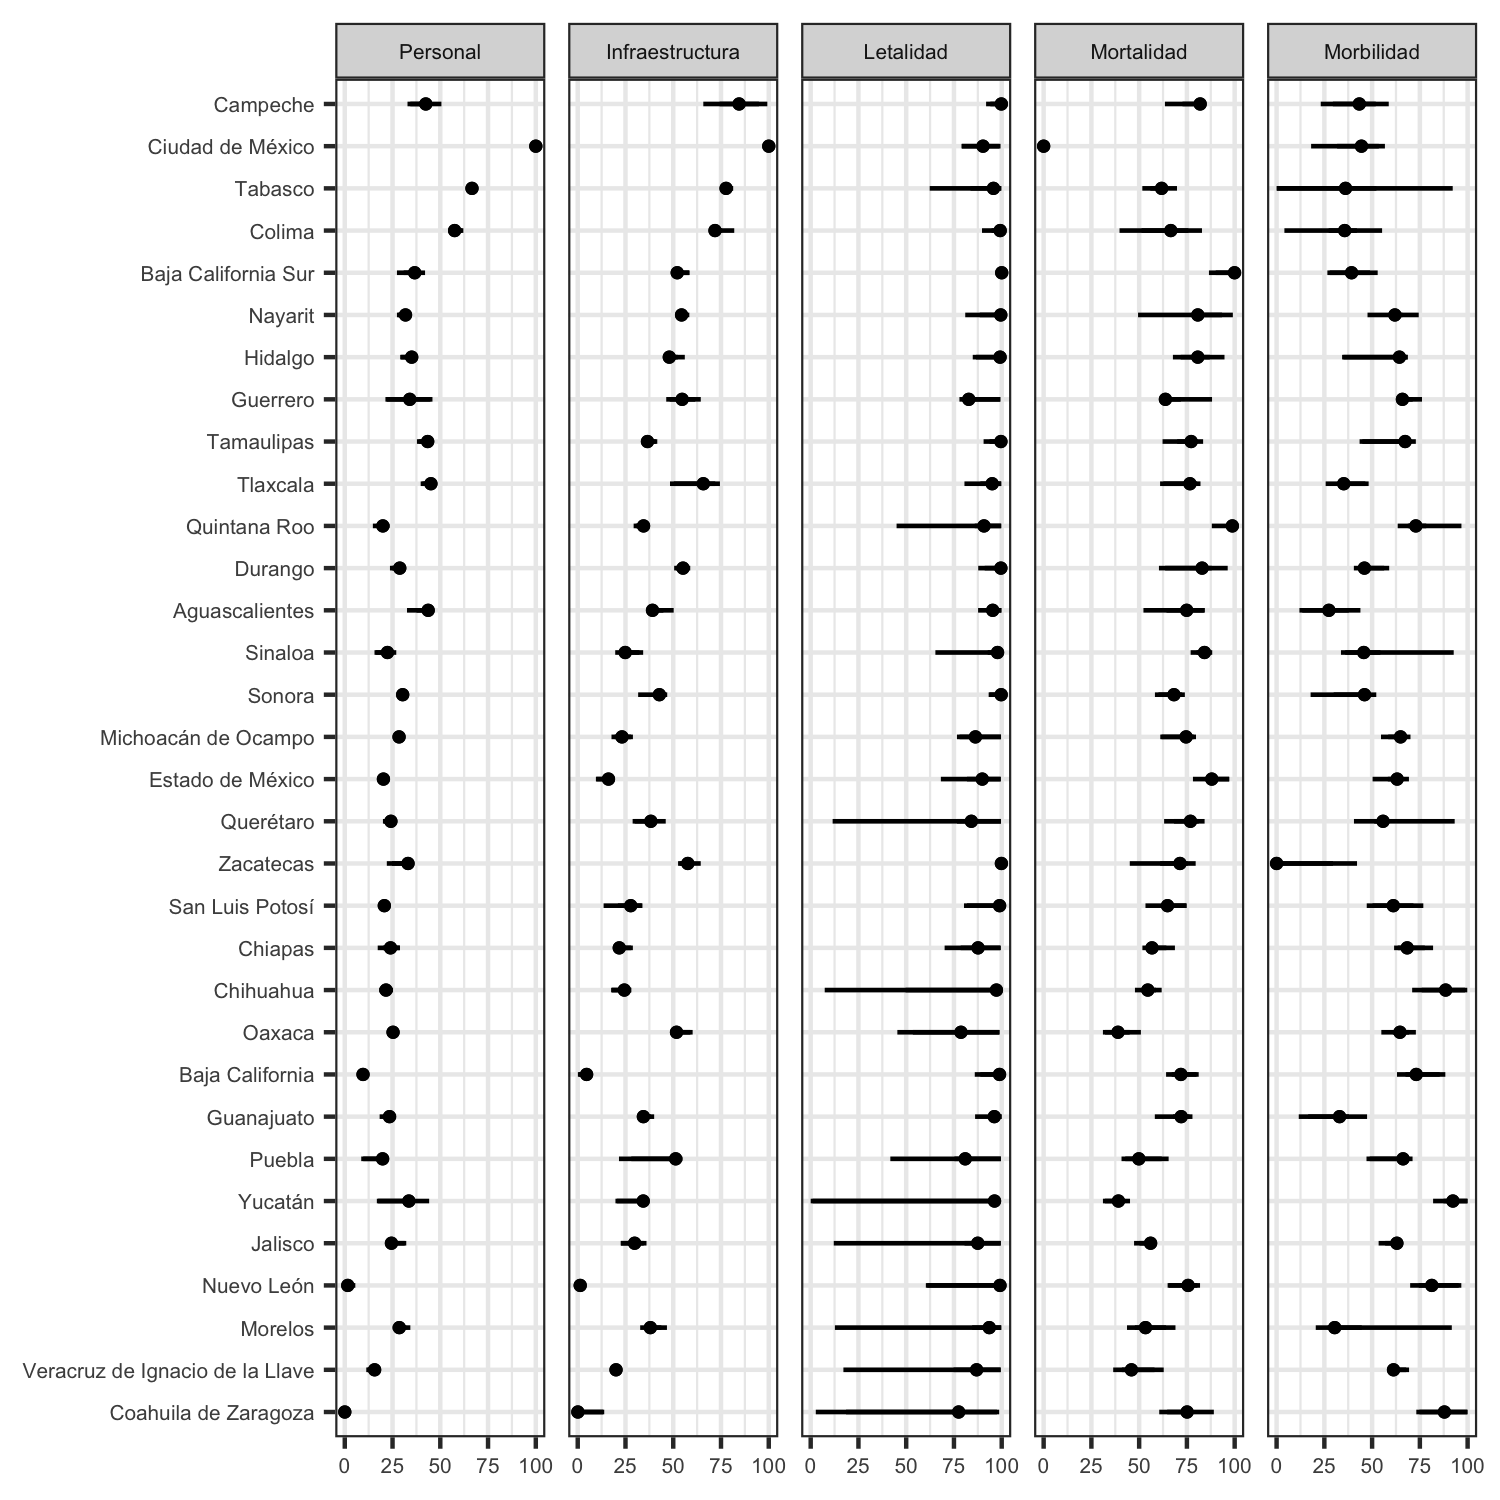 Personal Infraestructura Letalidad Mortalidad Morbilidad
Campeche
Ciudad de México
Tabasco
Colima
Baja California Sur
Nayarit
Hidalgo
Guerrero
Tamaulipas
Tlaxcala
Quintana Roo
Durango
Aguascalientes
Sinaloa
Sonora
Michoacán de Ocampo
Estado de México
Querétaro
Zacatecas
San Luis Potosí
Chiapas
Chihuahua
Oaxaca
Baja California
Guanajuato
Puebla
Yucatán
Jalisco
Nuevo León
Morelos
Veracruz de Ignacio de la Llave
Coahuila de Zaragoza
0 25 50 75 100 0 25 50 75 100 0 25 50 75 100 0 25 50 75 100 0 25 50 75 100